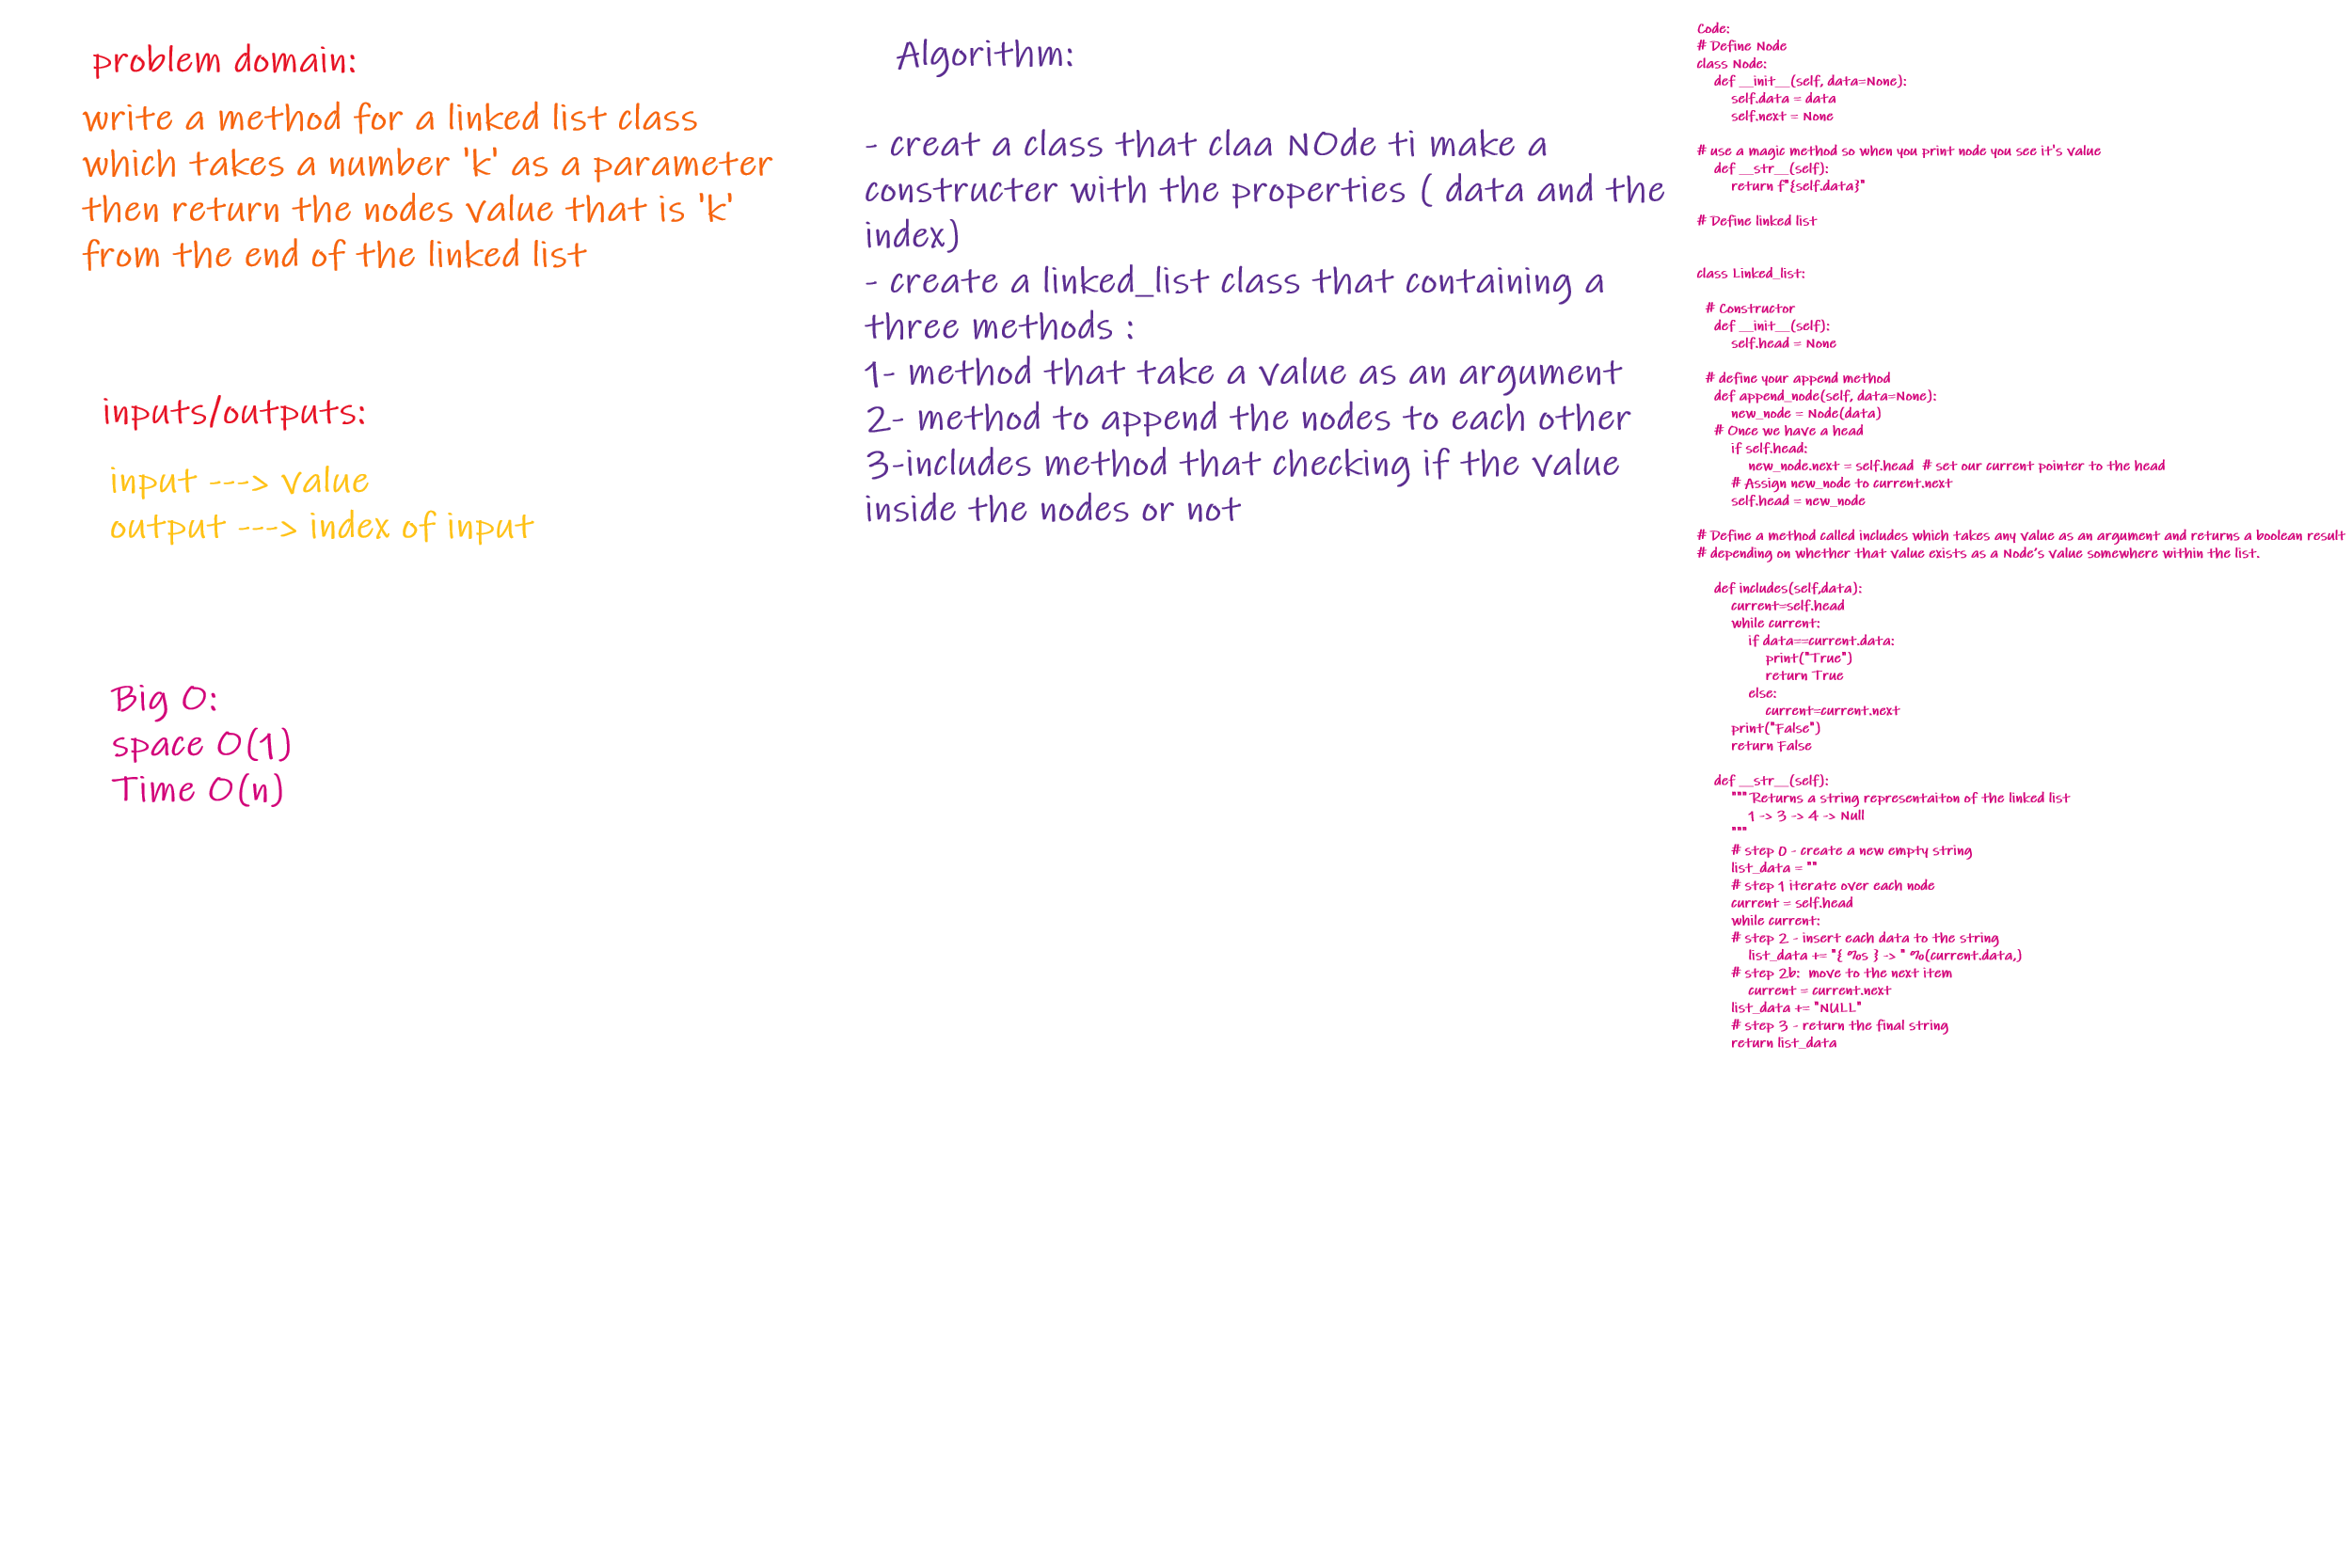 problem domain:
write a method for a linked list class
which takes a number 'k' as a parameter
then return the nodes value that is 'k'
from the end of the linked list
inputs/outputs:
input ---> value
output ---> index of input
Big O:
space O(1)
Time O(n)
Algorithm:
- creat a class that claa NOde ti make a
constructer with the properties ( data and the
index)
- create a linked_list class that containing a
three methods :
1- method that take a value as an argument
2- method to append the nodes to each other
3-includes method that checking if the value
inside the nodes or not
Code:
# Define Node
class Node:
    def __init__(self, data=None):
        self.data = data
        self.next = None
# use a magic method so when you print node you see it's value
    def __str__(self):
        return f"{self.data}"
# Define linked list
class Linked_list:
  # Constructor
    def __init__(self):
        self.head = None
  # define your append method
    def append_node(self, data=None):
        new_node = Node(data)
    # Once we have a head
        if self.head:
            new_node.next = self.head  # set our current pointer to the head
        # Assign new_node to current.next
        self.head = new_node
# Define a method called includes which takes any value as an argument and returns a boolean result
# depending on whether that value exists as a Node's value somewhere within the list.
    def includes(self,data):
        current=self.head
        while current:
            if data==current.data:
                print("True")
                return True
            else:
                current=current.next
        print("False")
        return False
    def __str__(self):
        """ Returns a string representaiton of the linked list
            1 -> 3 -> 4 -> Null
        """
        # step 0 - create a new empty string
        list_data = ""
        # step 1 iterate over each node
        current = self.head
        while current:
        # step 2 - insert each data to the string
            list_data += "{ %s } -> " %(current.data,)
        # step 2b:  move to the next item
            current = current.next
        list_data += "NULL"
        # step 3 - return the final string
        return list_data